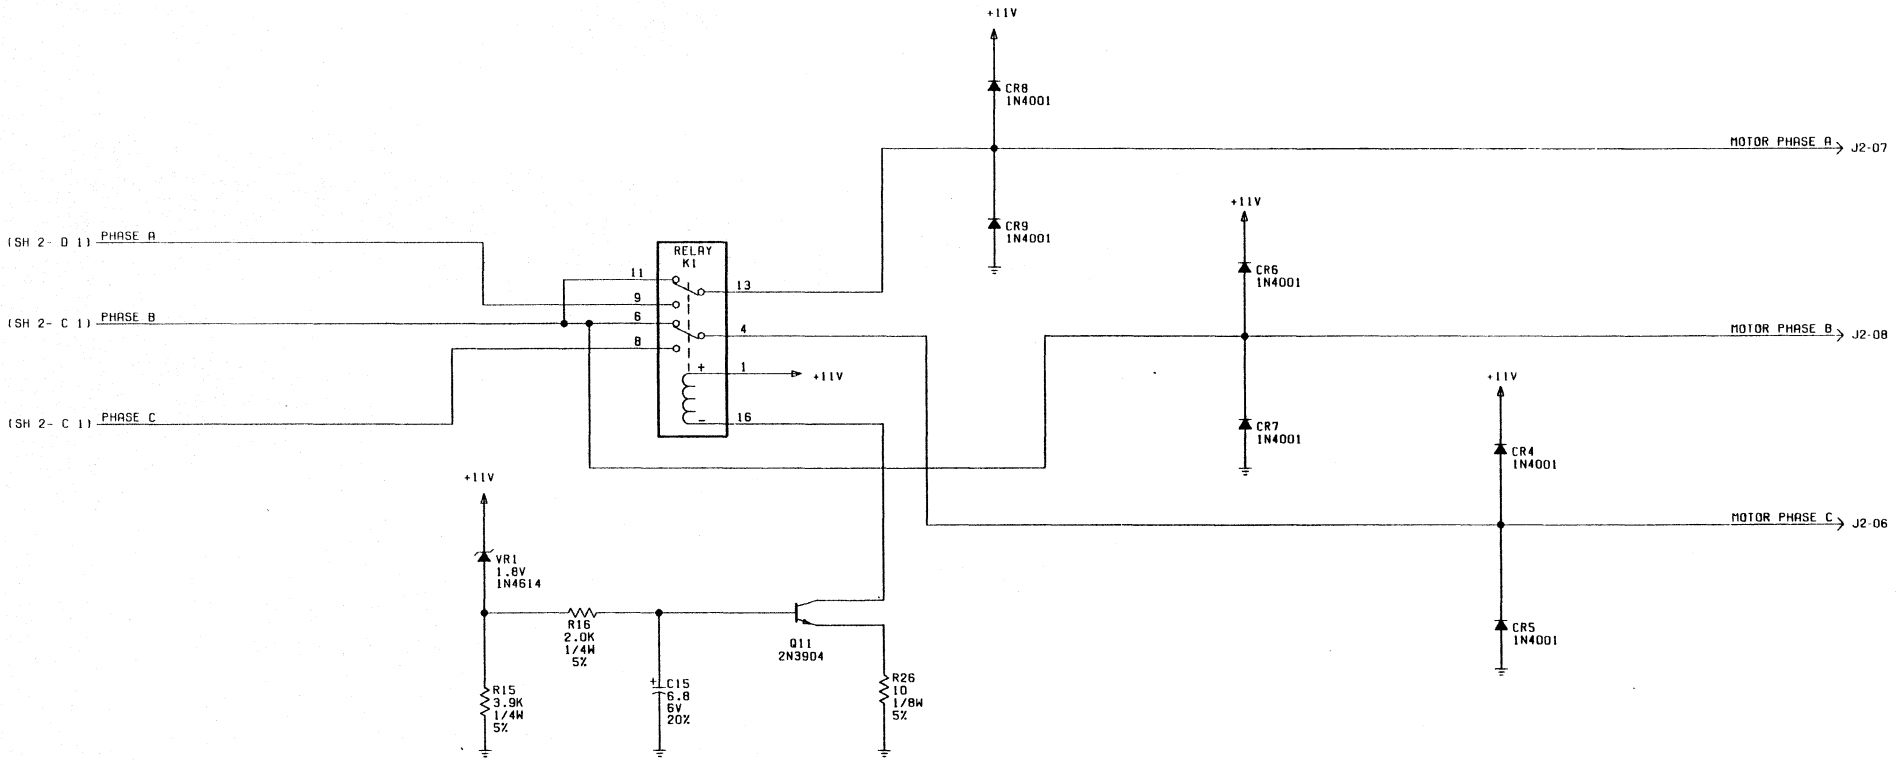 +11V
CR8
1N4001
MOTOR PHASE A
J2-07
+11V
CR9
1N4001
(SH 2- D 1) PHASE A
RELAY
K1
11
13
CR6
1N4001
9
(SH 2- C 1) PHASE B
6
4
8
MOTOR PHASE B
J2-08
+
1
+11V
+11V
-
16
(SH 2- C 1) PHASE C
CR7
1N4001
CR4
1N4001
+11V
MOTOR PHASE C
J2-06
VR1
1.8V
1N4614
R16
2.0K
1/4W
5%
Q11
2N3904
CR5
1N4001
R15
3.9K
1/4W
5%
+
C15
6.8
6V
20%
R26
10
1/8W
5%